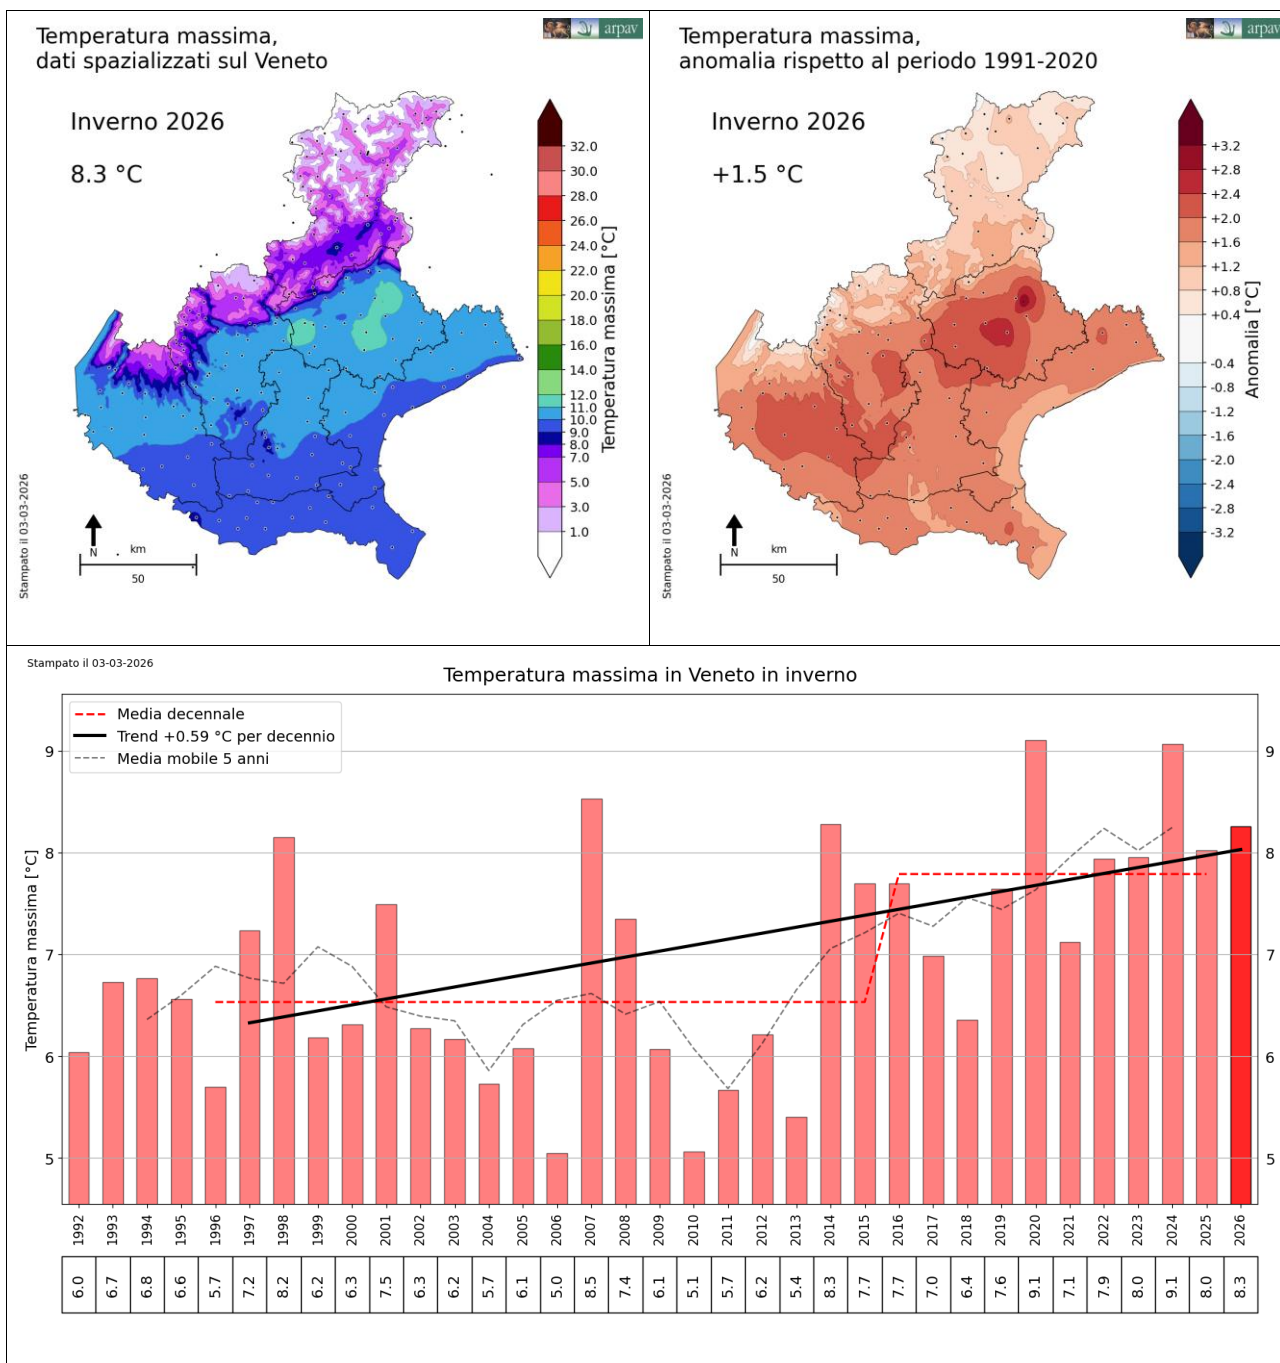 Temperatura massima,
dati spazializzati sul Veneto
arpav
Inverno 2026
8.3 °C
32.0
30.0
28.0
26.0
24.0
22.0
20.0
18.0
16.0
14.0
12.0
11.0
10.0
9.0
8.0
7.0
5.0
3.0
1.0
Temperatura massima [°C]
Stampato il 03-03-2026
N
km
50
Temperatura massima,
anomalia rispetto al periodo 1991-2020
arpav
Inverno 2026
+1.5 °C
+3.2
+2.8
+2.4
+2.0
+1.6
+1.2
+0.8
+0.4
-0.4
-0.8
-1.2
-1.6
-2.0
-2.4
-2.8
-3.2
Anomalia [°C]
Stampato il 03-03-2026
N
km
50
Stampato il 03-03-2026
Temperatura massima in Veneto in inverno
Media decennale
Trend +0.59 °C per decennio
Media mobile 5 anni
Temperatura massima [°C]
9
8
7
6
5
9
8
7
6
5
1992 1993 1994 1995 1996 1997 1998 1999 2000 2001 2002 2003 2004 2005 2006 2007 2008 2009 2010 2011 2012 2013 2014 2015 2016 2017 2018 2019 2020 2021 2022 2023 2024 2025 2026
6.0 6.7 6.8 6.6 5.7 7.2 8.2 6.2 6.3 7.5 6.3 6.2 5.7 6.1 5.0 8.5 7.4 6.1 5.1 5.7 6.2 5.4 8.3 7.7 7.7 7.0 6.4 7.6 9.1 7.1 7.9 8.0 9.1 8.0 8.3